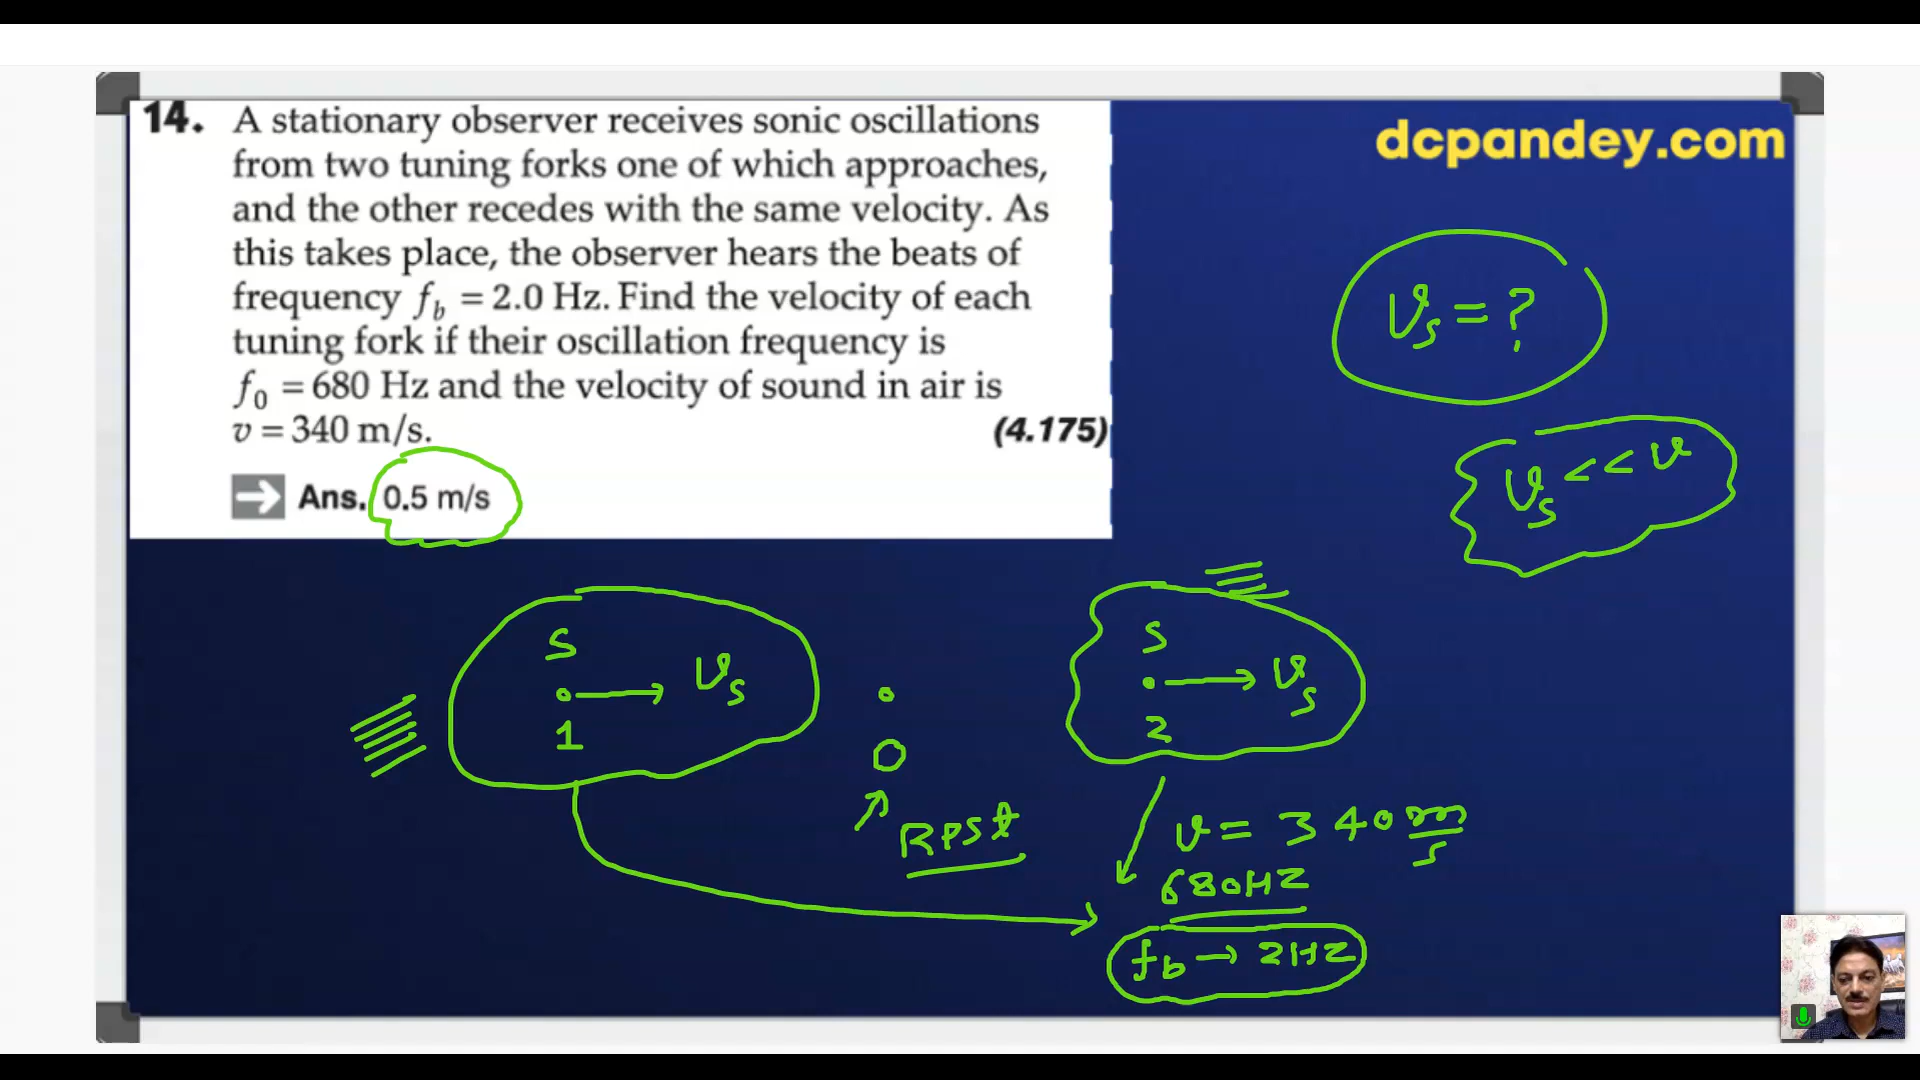 14. A stationary observer receives sonic oscillations
from two tuning forks one of which approaches,
and the other recedes with the same velocity. As
this takes place, the observer hears the beats of
frequency f_b = 2.0 Hz. Find the velocity of each
tuning fork if their oscillation frequency is
f_0 = 680 Hz and the velocity of sound in air is
v = 340 m/s. (4.175)
Ans. 0.5 m/s
dcpandey.com
v_s = ?
v_s << v
S
v_s
1
O
Rest
S
v_s
2
v = 340 m/s
680HZ
f_b → 2HZ